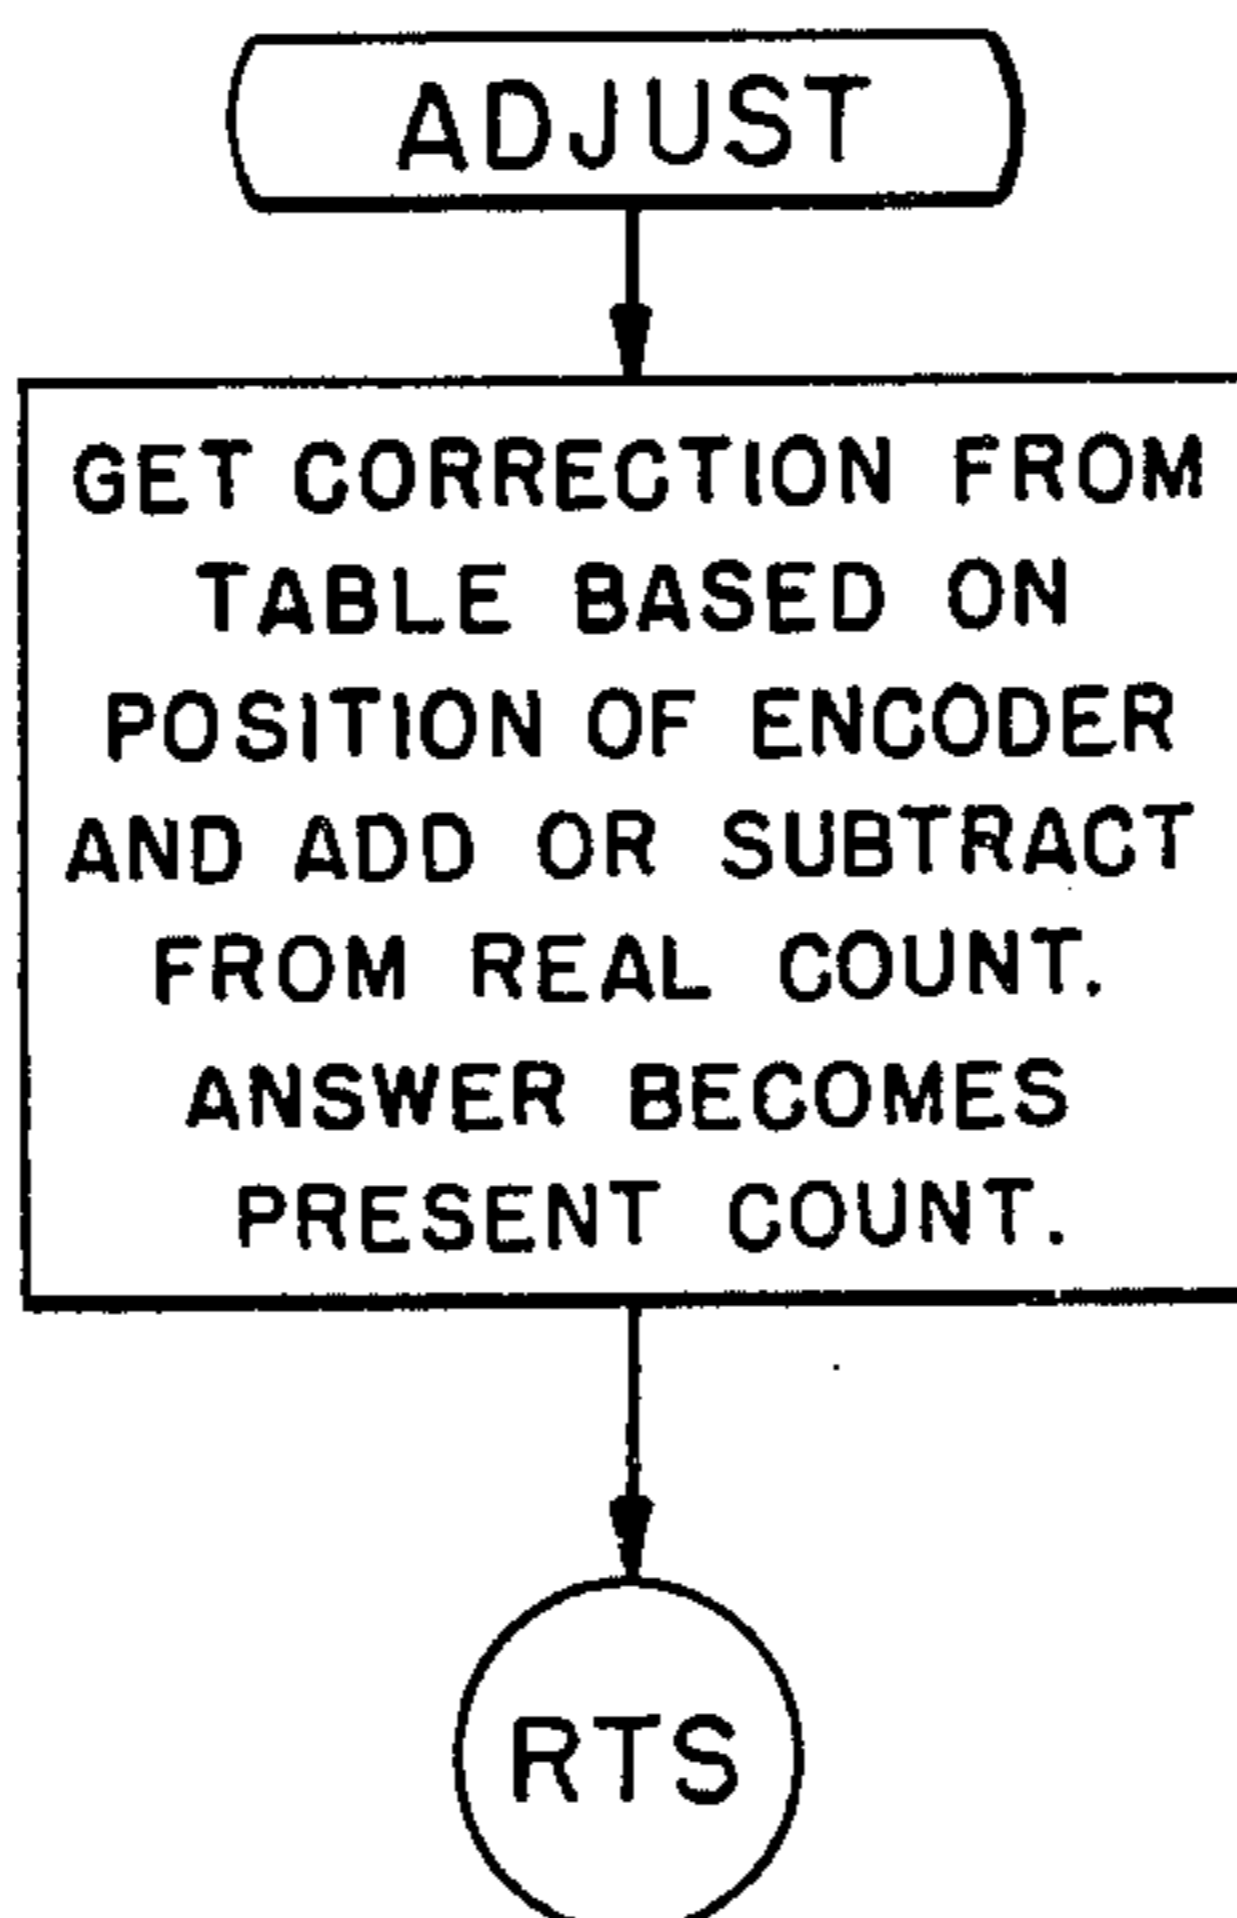 ADJUST
GET CORRECTION FROM
TABLE BASED ON
POSITION OF ENCODER
AND ADD OR SUBTRACT
FROM REAL COUNT.
ANSWER BECOMES
PRESENT COUNT.
RTS